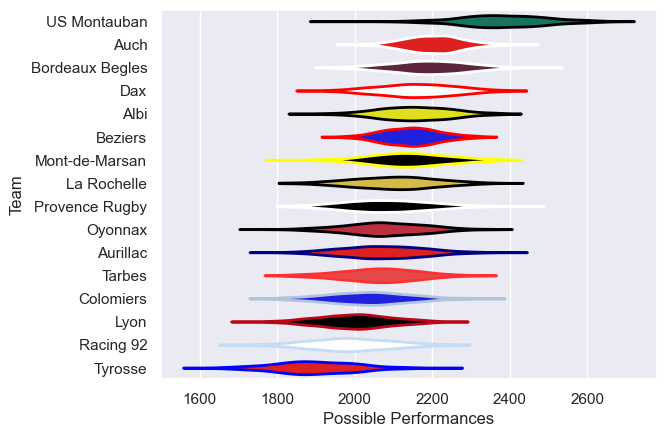 US Montauban
Auch
Bordeaux Begles
Dax
Albi
Beziers
Mont-de-Marsan
La Rochelle
Provence Rugby
Oyonnax
Aurillac
Tarbes
Colomiers
Lyon
Racing 92
Tyrosse
Team
1600 1800 2000 2200 2400 2600
Possible Performances